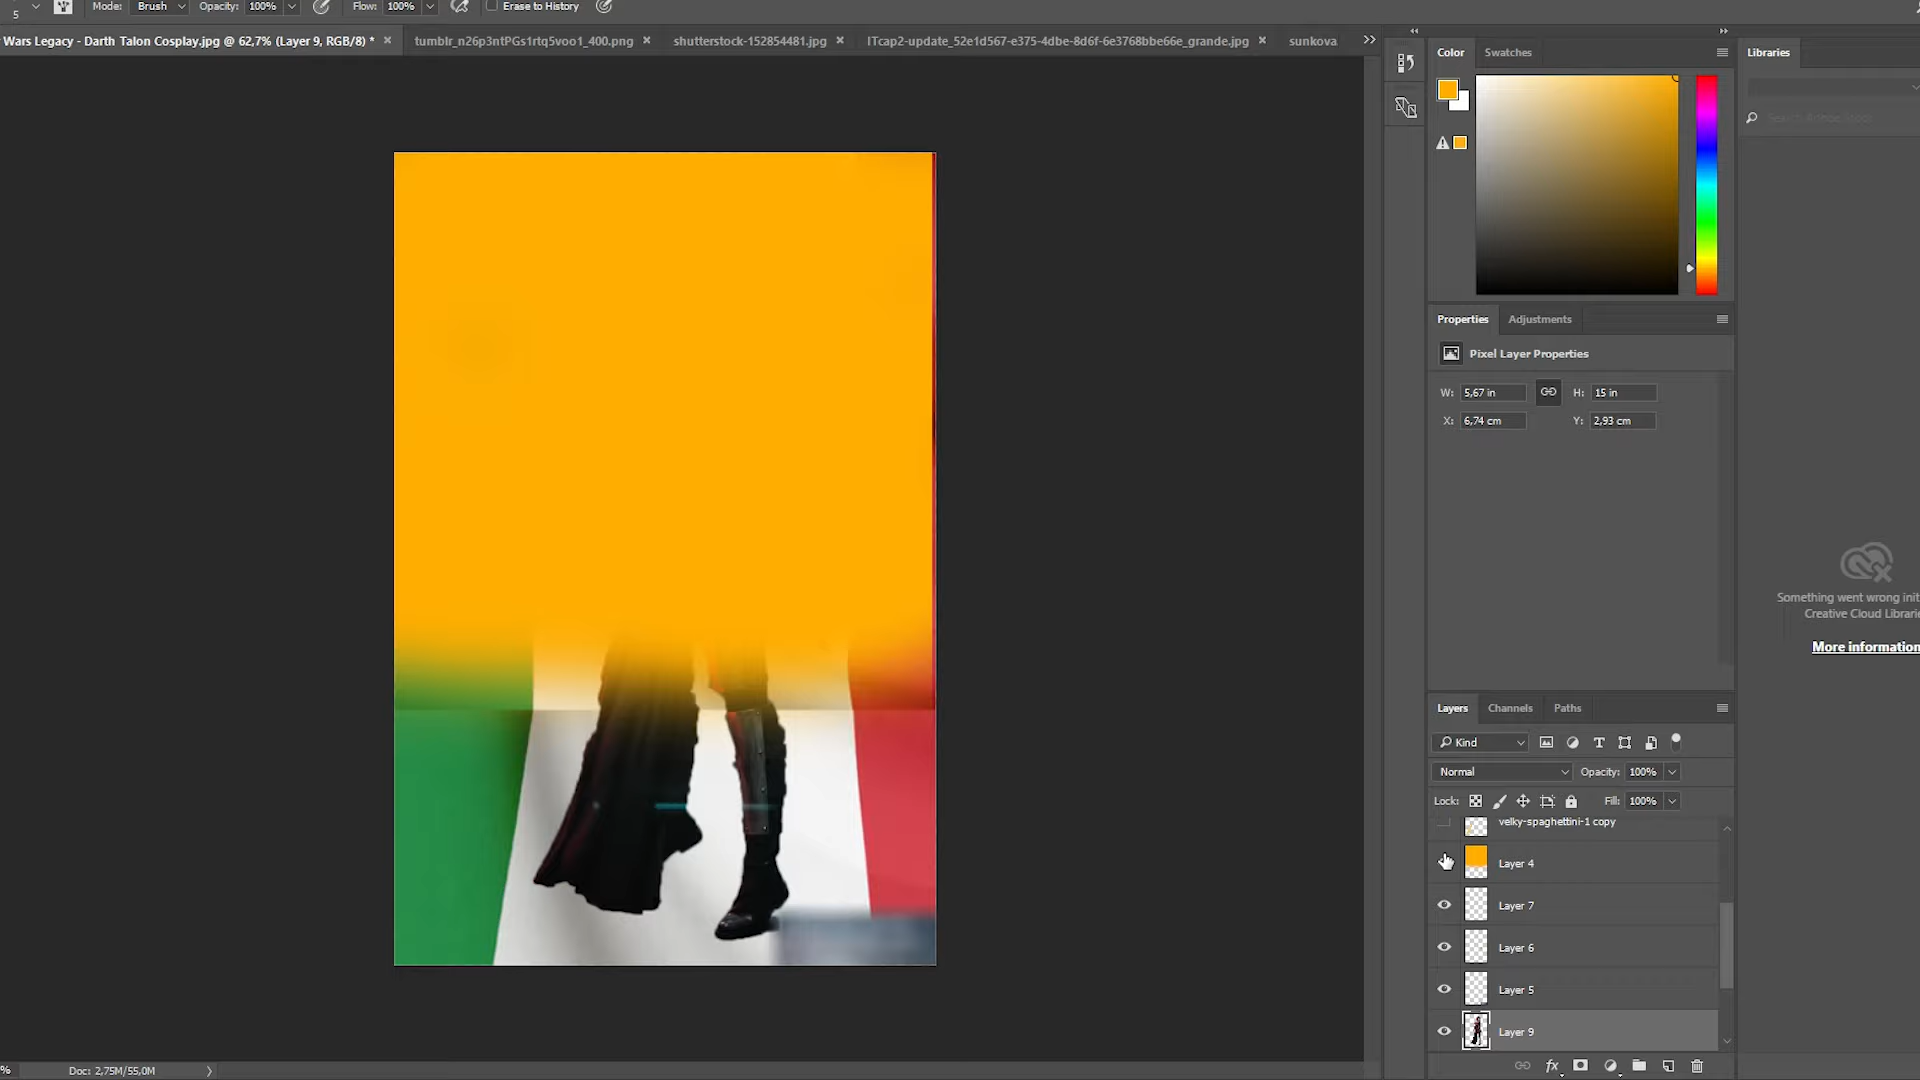 5 Mode: Brush Opacity: 100% Flow: 100% Erase to History
Wars Legacy - Darth Talon Cosplay.jpg @ 62,7% (Layer 9, RGB/8) * × tumblr_n26p3ntPGs1rtq5voo1_400.png × shutterstock-152854481.jpg × ITcap2-update_52e1d567-e375-4dbe-8d6f-6e3768bbe66e_grande.jpg × sunkova
Color Swatches
Libraries
Properties Adjustments
Pixel Layer Properties
W: 5,67 in H: 15 in
X: 6,74 cm Y: 2,93 cm
Something went wrong init
Creative Cloud Librarie
More information
Layers Channels Paths
Kind
Normal Opacity: 100%
Lock: Fill: 100%
velky-spaghettini-1 copy
Layer 4
Layer 7
Layer 6
Layer 5
Layer 9
fx
% Doc: 2,75M/55,0M